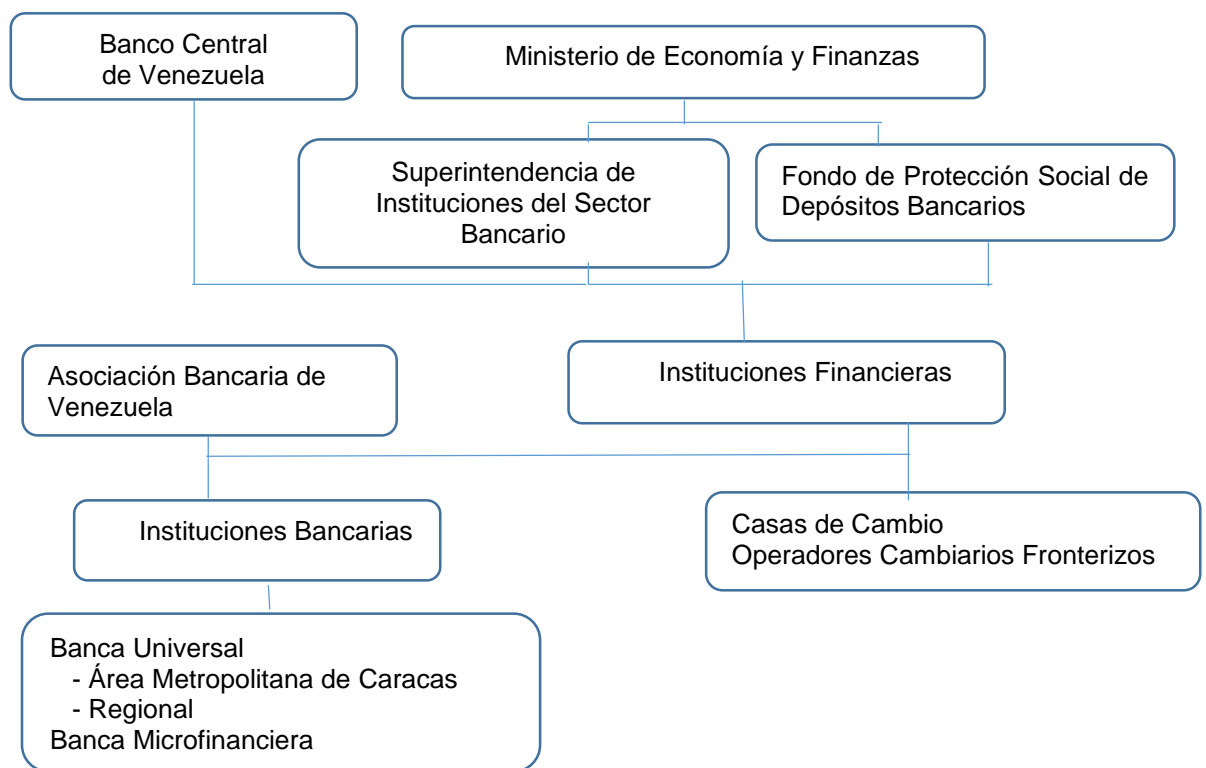 Banco Central
de Venezuela
Ministerio de Economía y Finanzas
Superintendencia de
Instituciones del Sector
Bancario
Fondo de Protección Social de
Depósitos Bancarios
Asociación Bancaria de
Venezuela
Instituciones Financieras
Instituciones Bancarias
Casas de Cambio
Operadores Cambiarios Fronterizos
Banca Universal
- Área Metropolitana de Caracas
- Regional
Banca Microfinanciera